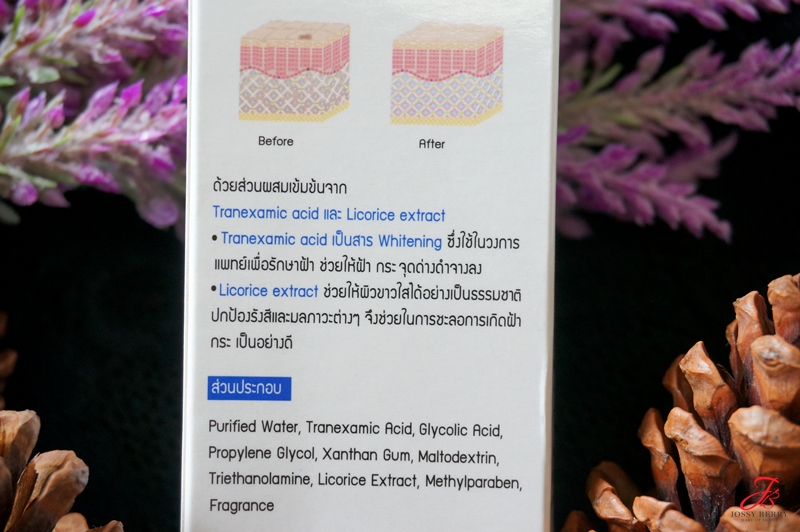 Before
After
ด้วยส่วนผสมเข้มข้นจาก
Tranexamic acid และ Licorice extract
• Tranexamic acid เป็นสาร Whitening ซึ่งใช้ในวงการ
แพทย์เพื่อรักษาฝ้า ช่วยให้ฝ้า กระ จุดด่างดำจางลง
• Licorice extract ช่วยให้ผิวขาวใสได้อย่างเป็นธรรมชาติ
ปกป้องรังสีและมลภาวะต่างๆ จึงช่วยในการชะลอการเกิดฝ้า
กระ เป็นอย่างดี
ส่วนประกอบ
Purified Water, Tranexamic Acid, Glycolic Acid,
Propylene Glycol, Xanthan Gum, Maltodextrin,
Triethanolamine, Licorice Extract, Methylparaben,
Fragrance
JOSSY BERRY